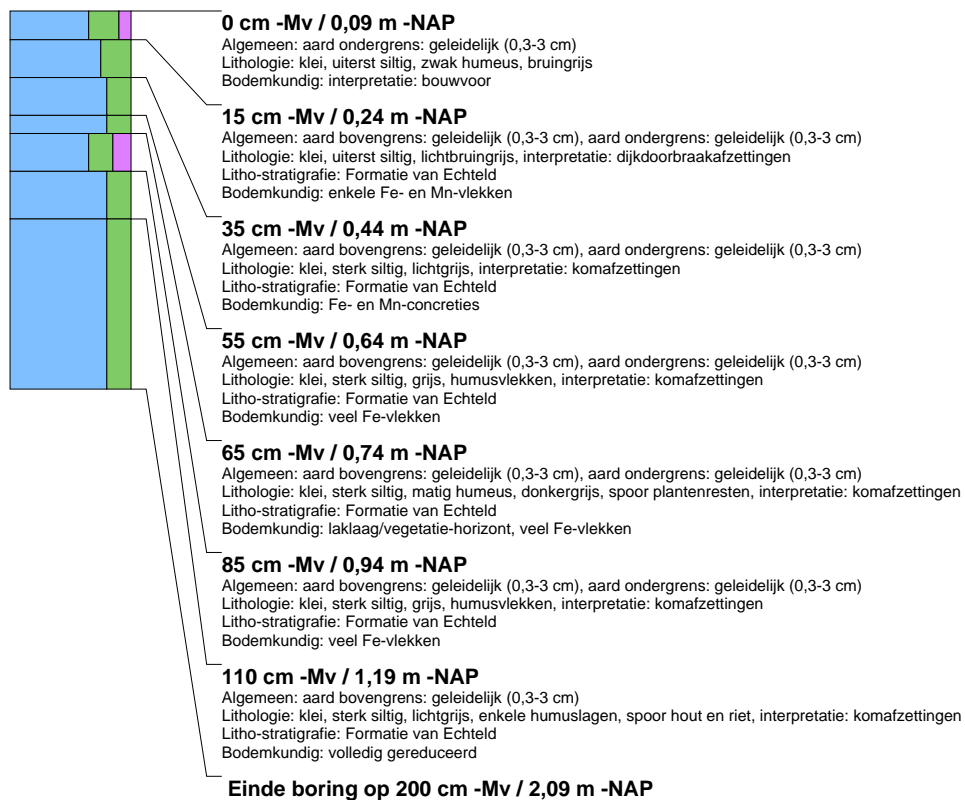 0 cm -Mv / 0,09 m -NAP
Algemeen: aard ondergrens: geleidelijk (0,3-3 cm)
Lithologie: klei, uiterst siltig, zwak humeus, bruingrijs
Bodemkundig: interpretatie: bouwvoor
15 cm -Mv / 0,24 m -NAP
Algemeen: aard bovengrens: geleidelijk (0,3-3 cm), aard ondergrens: geleidelijk (0,3-3 cm)
Lithologie: klei, uiterst siltig, lichtbruingrijs, interpretatie: dijkdoorbraakafzettingen
Litho-stratigrafie: Formatie van Echteld
Bodemkundig: enkele Fe- en Mn-vlekken
35 cm -Mv / 0,44 m -NAP
Algemeen: aard bovengrens: geleidelijk (0,3-3 cm), aard ondergrens: geleidelijk (0,3-3 cm)
Lithologie: klei, sterk siltig, lichtgrijs, interpretatie: komafzettingen
Litho-stratigrafie: Formatie van Echteld
Bodemkundig: Fe- en Mn-concreties
55 cm -Mv / 0,64 m -NAP
Algemeen: aard bovengrens: geleidelijk (0,3-3 cm), aard ondergrens: geleidelijk (0,3-3 cm)
Lithologie: klei, sterk siltig, grijs, humusvlekken, interpretatie: komafzettingen
Litho-stratigrafie: Formatie van Echteld
Bodemkundig: veel Fe-vlekken
65 cm -Mv / 0,74 m -NAP
Algemeen: aard bovengrens: geleidelijk (0,3-3 cm), aard ondergrens: geleidelijk (0,3-3 cm)
Lithologie: klei, sterk siltig, matig humeus, donkergrijs, spoor plantenresten, interpretatie: komafzettingen
Litho-stratigrafie: Formatie van Echteld
Bodemkundig: laklaag/vegetatie-horizont, veel Fe-vlekken
85 cm -Mv / 0,94 m -NAP
Algemeen: aard bovengrens: geleidelijk (0,3-3 cm), aard ondergrens: geleidelijk (0,3-3 cm)
Lithologie: klei, sterk siltig, grijs, humusvlekken, interpretatie: komafzettingen
Litho-stratigrafie: Formatie van Echteld
Bodemkundig: veel Fe-vlekken
110 cm -Mv / 1,19 m -NAP
Algemeen: aard bovengrens: geleidelijk (0,3-3 cm)
Lithologie: klei, sterk siltig, lichtgrijs, enkele humuslagen, spoor hout en riet, interpretatie: komafzettingen
Litho-stratigrafie: Formatie van Echteld
Bodemkundig: volledig gereduceerd
Einde boring op 200 cm -Mv / 2,09 m -NAP